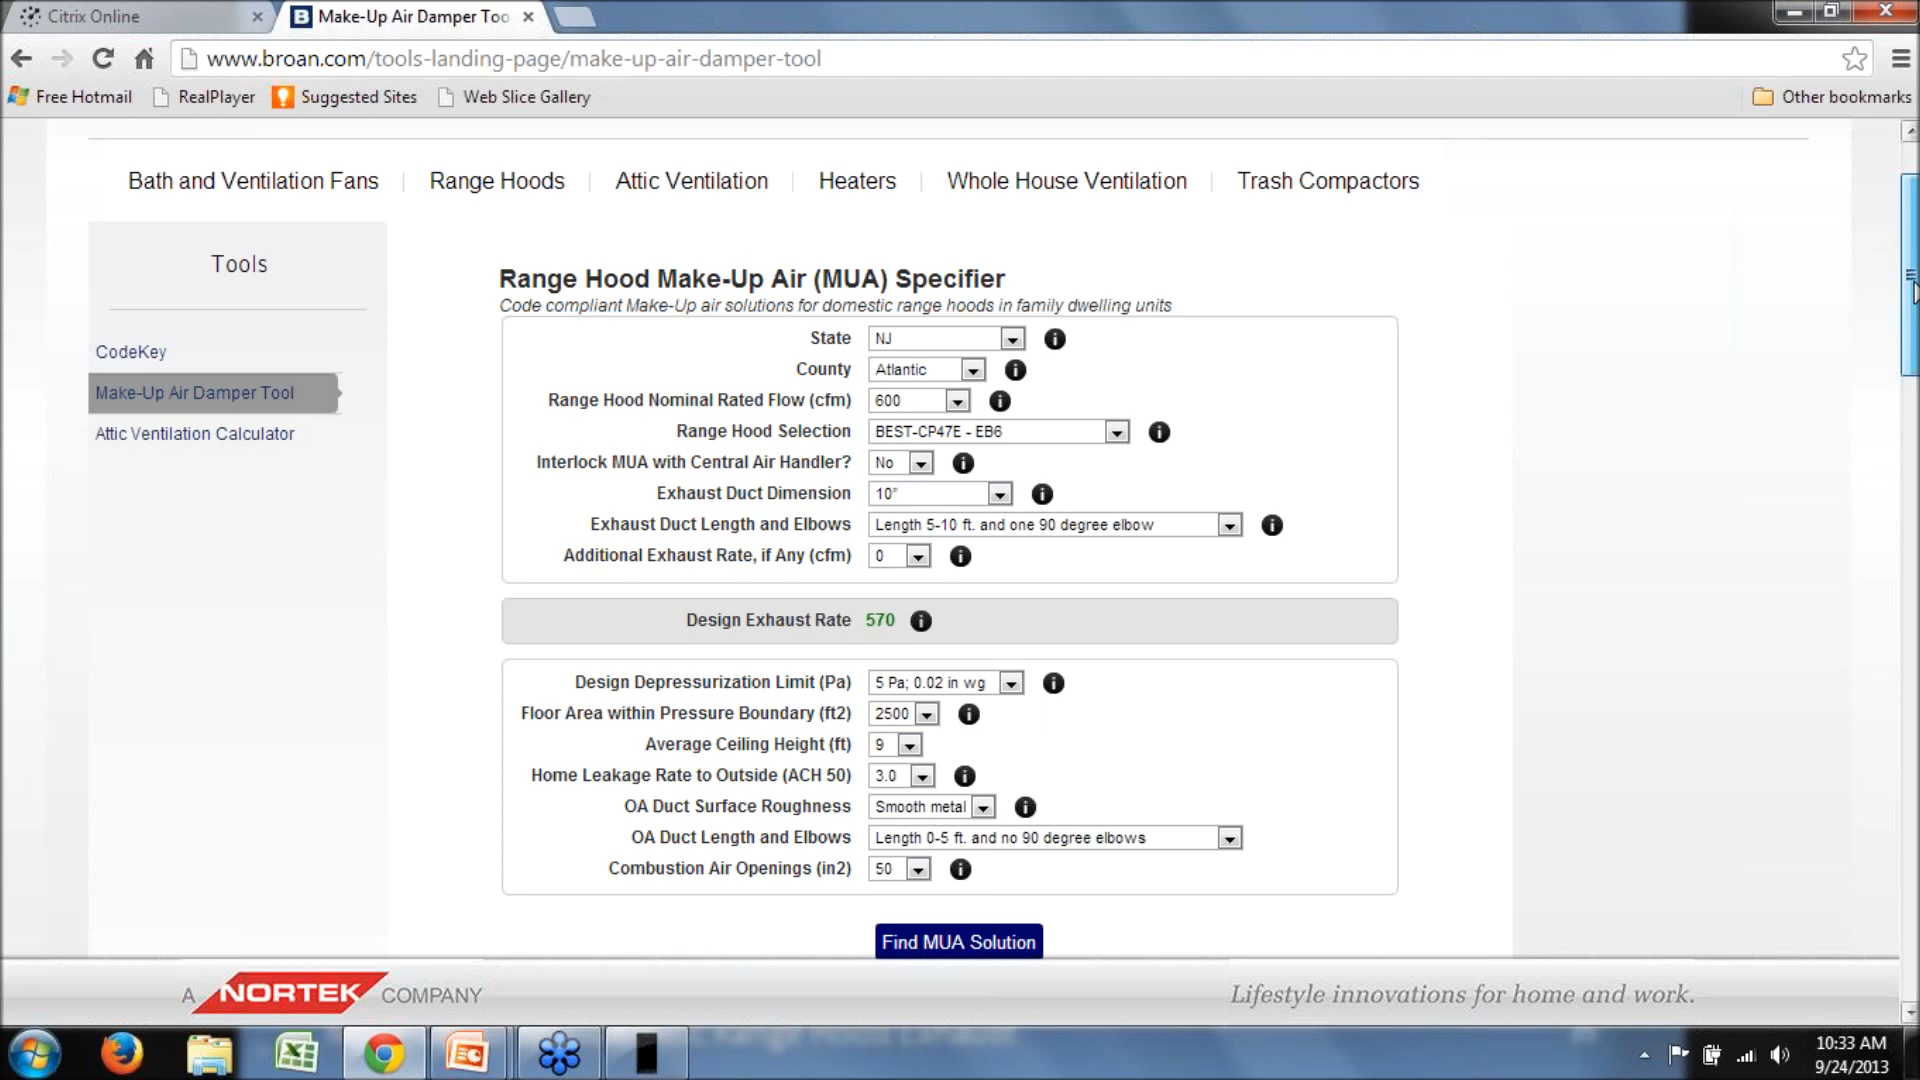 Citrix Online
Make-Up Air Damper Too
www.broan.com/tools-landing-page/make-up-air-damper-tool
Free Hotmail RealPlayer Suggested Sites Web Slice Gallery Other bookmarks
Bath and Ventilation Fans Range Hoods Attic Ventilation Heaters Whole House Ventilation Trash Compactors
Tools
CodeKey
Make-Up Air Damper Tool
Attic Ventilation Calculator
Range Hood Make-Up Air (MUA) Specifier
Code compliant Make-Up air solutions for domestic range hoods in family dwelling units
State NJ
County Atlantic
Range Hood Nominal Rated Flow (cfm) 600
Range Hood Selection BEST-CP47E - EB6
Interlock MUA with Central Air Handler? No
Exhaust Duct Dimension 10"
Exhaust Duct Length and Elbows Length 5-10 ft. and one 90 degree elbow
Additional Exhaust Rate, if Any (cfm) 0
Design Exhaust Rate 570
Design Depressurization Limit (Pa) 5 Pa; 0.02 in wg
Floor Area within Pressure Boundary (ft2) 2500
Average Ceiling Height (ft) 9
Home Leakage Rate to Outside (ACH 50) 3.0
OA Duct Surface Roughness Smooth metal
OA Duct Length and Elbows Length 0-5 ft. and no 90 degree elbows
Combustion Air Openings (in2) 50
Find MUA Solution
A NORTEK COMPANY
Lifestyle innovations for home and work.
10:33 AM
9/24/2013